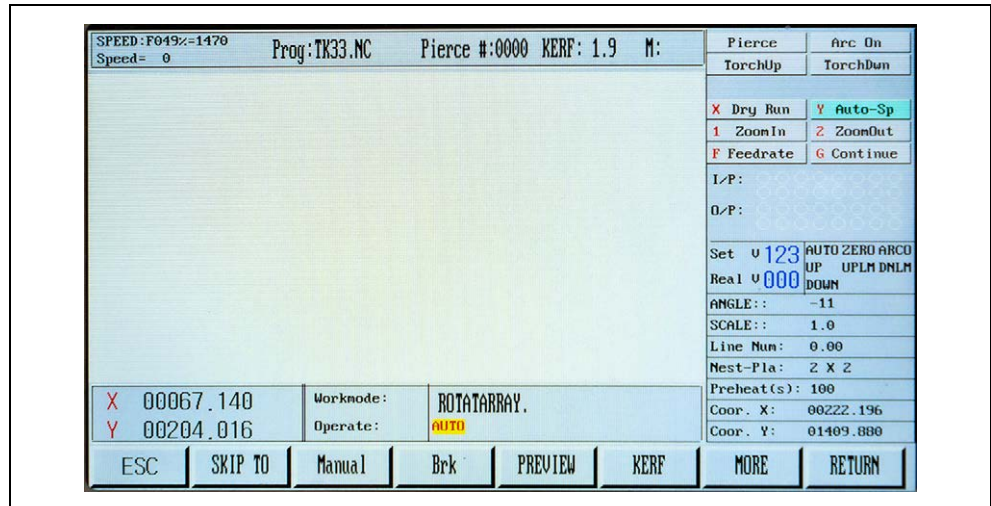 SPEED:F049%=1470
Speed= 0
Prog:TK33.NC Pierce #:0000 KERF: 1.9 M:
Pierce Arc On
TorchUp TorchDwn
X Dry Run Y Auto-Sp
1 ZoomIn 2 ZoomOut
F Feedrate G Continue
I/P:
O/P:
Set V 123 AUTO ZERO ARCO
UP UPLM DNLM
Real V 000 DOWN
ANGLE:: -11
SCALE:: 1.0
Line Num: 0.00
Nest-Pla: 2 X 2
Preheat(s): 100
Coor. X: 00222.196
Coor. Y: 01409.880
X 00067.140
Y 00204.016
Workmode: ROTATARRAY.
Operate: AUTO
ESC SKIP TO Manual Brk PREVIEW KERF MORE RETURN